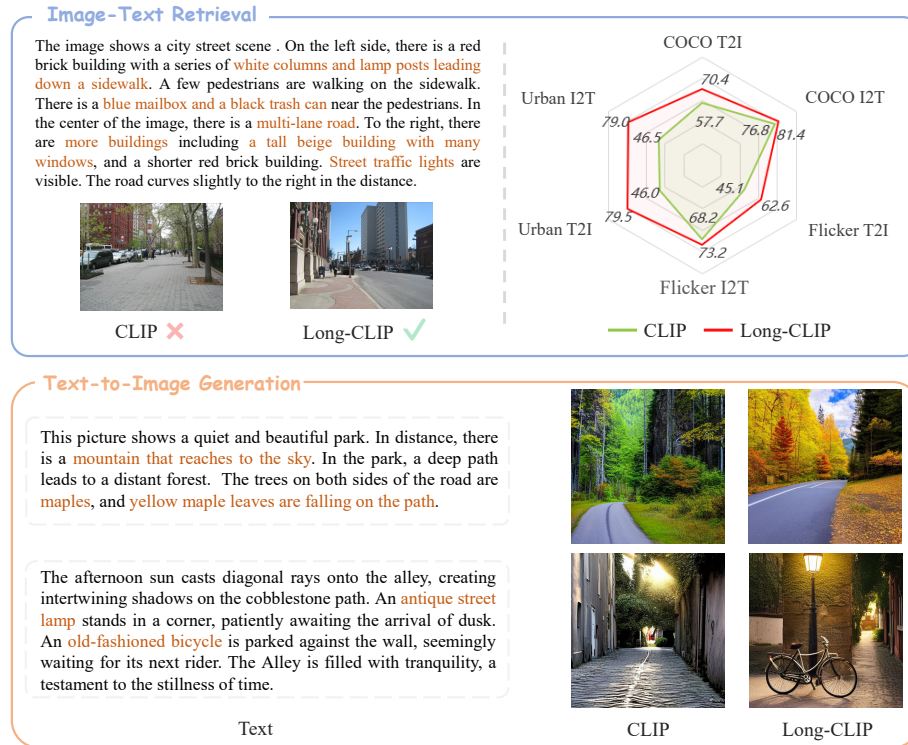 Image-Text Retrieval
The image shows a city street scene . On the left side, there is a red
brick building with a series of white columns and lamp posts leading
down a sidewalk. A few pedestrians are walking on the sidewalk.
There is a blue mailbox and a black trash can near the pedestrians. In
the center of the image, there is a multi-lane road. To the right, there
are more buildings including a tall beige building with many
windows, and a shorter red brick building. Street traffic lights are
visible. The road curves slightly to the right in the distance.
CLIP
Long-CLIP
COCO T2I
70.4
Urban I2T
COCO I2T
79.0
57.7
76.8
81.4
46.5
46.0
45.1
62.6
79.5
68.2
Urban T2I
Flicker T2I
73.2
Flicker I2T
CLIP
Long-CLIP
Text-to-Image Generation
This picture shows a quiet and beautiful park. In distance, there
is a mountain that reaches to the sky. In the park, a deep path
leads to a distant forest. The trees on both sides of the road are
maples, and yellow maple leaves are falling on the path.
The afternoon sun casts diagonal rays onto the alley, creating
intertwining shadows on the cobblestone path. An antique street
lamp stands in a corner, patiently awaiting the arrival of dusk.
An old-fashioned bicycle is parked against the wall, seemingly
waiting for its next rider. The Alley is filled with tranquility, a
testament to the stillness of time.
Text
CLIP
Long-CLIP